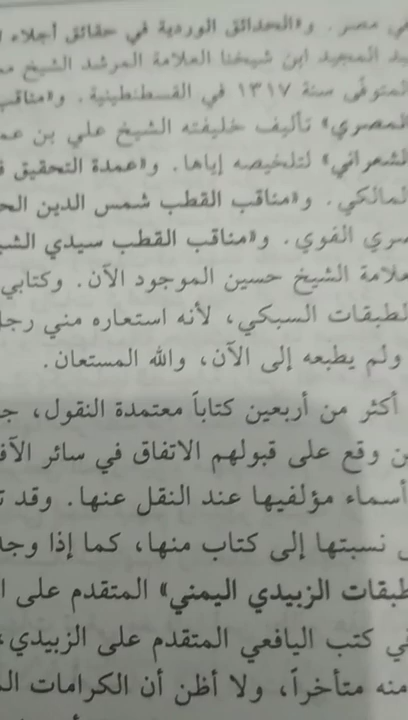 في مصر. و«الحدائق الوردية في حقائق أجلاء
المجيد ابن شيخنا العلامة المرشد الشيخ
المتوفى سنة ١٣١٧ في القسطنطينية. و«مناقب
المصري» تأليف خليفته الشيخ علي بن
الشعراني» لتلخيصه إياها. و«عمدة التحقيق
المالكي. و«مناقب القطب شمس الدين
القوي. و«مناقب القطب سيدي
الشيخ حسين الموجود الآن. وكتابي
لطبقات السبكي، لأنه استعاره مني
ولم يطبعه إلى الآن، والله المستعان.
أكثر من أربعين كتاباً معتمدة النقول،
وقع على قبولهم الاتفاق في سائر
أسماء مؤلفيها عند النقل عنها. وقد
نسبتها إلى كتاب منها، كما إذا
طبقات الزبيدي اليمني» المتقدم على
في كتب اليافعي المتقدم على الزبيدي،
منه متأخراً، ولا أظن أن الكرامات